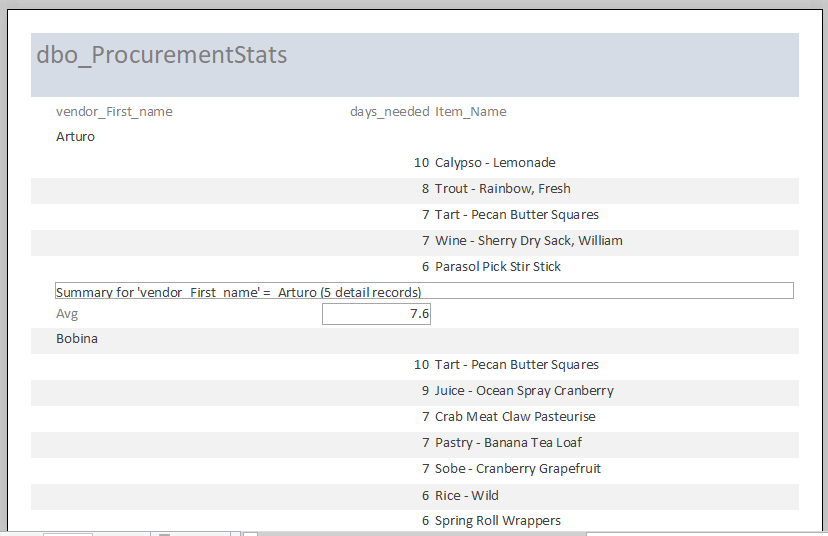 dbo_ProcurementStats
vendor_First_name days_needed Item_Name
Arturo
10 Calypso - Lemonade
8 Trout - Rainbow, Fresh
7 Tart - Pecan Butter Squares
7 Wine - Sherry Dry Sack, William
6 Parasol Pick Stir Stick
Summary for 'vendor_First_name' =  Arturo (5 detail records)
Avg 7.6
Bobina
10 Tart - Pecan Butter Squares
9 Juice - Ocean Spray Cranberry
7 Crab Meat Claw Pasteurise
7 Pastry - Banana Tea Loaf
7 Sobe - Cranberry Grapefruit
6 Rice - Wild
6 Spring Roll Wrappers